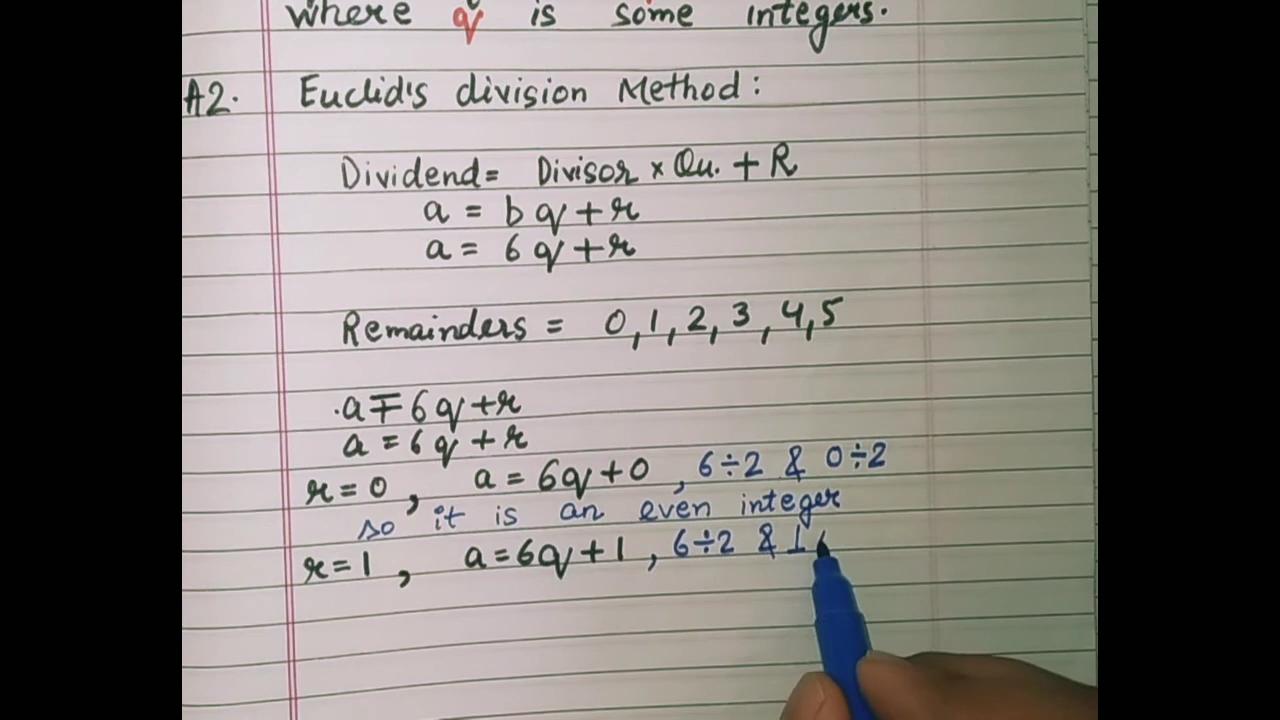 where q is some integers.
A2. Euclid's division Method:
Dividend = Divisor × Qu. + R
a = bq + r
a = 6q + r
Remainders = 0, 1, 2, 3, 4, 5
.a = 6q + r
a = 6q + r
r = 0, a = 6q + 0, 6÷2 & 0÷2
so it is an even integer
r = 1, a = 6q + 1, 6÷2 & 1